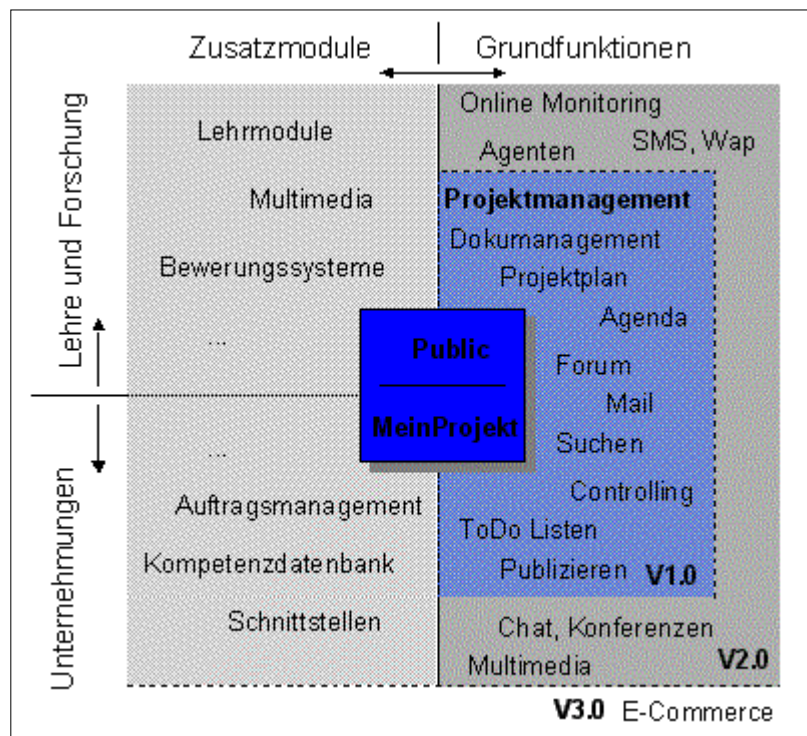 Zusatzmodule
Grundfunktionen
Lehre und Forschung
Unternehmungen
Lehrmodule
Multimedia
Bewerungssysteme
...
...
Auftragsmanagement
Kompetenzdatenbank
Schnittstellen
Public
MeinProjekt
Online Monitoring
SMS, Wap
Agenten
Projektmanagement
Dokumanagement
Projektplan
Agenda
Forum
Mail
Suchen
Controlling
ToDo Listen
Publizieren V1.0
Chat, Konferenzen
Multimedia V2.0
V3.0 E-Commerce